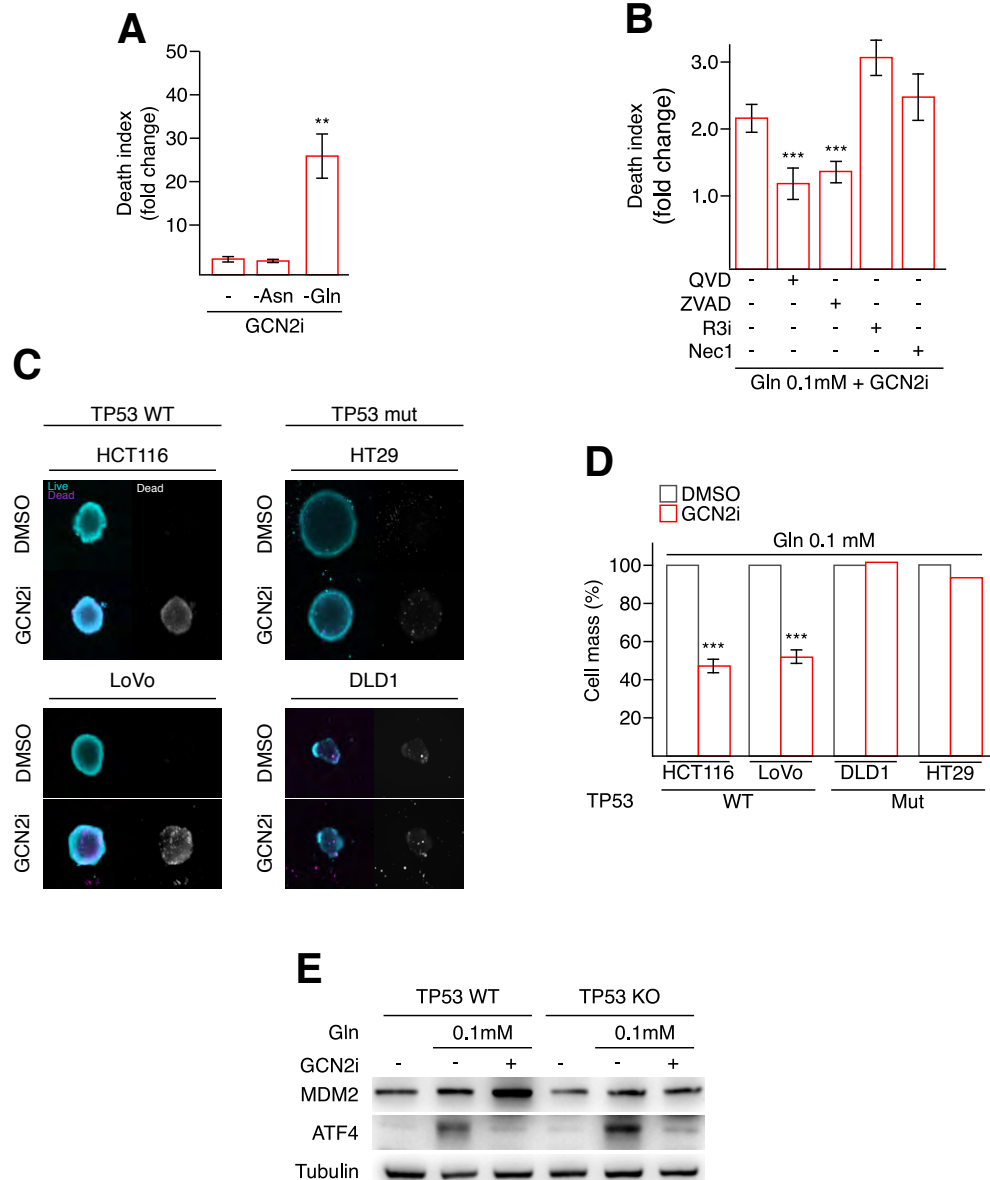 A
50
40
30
20
10
Death index
(fold change)
**
- -Asn -Gln
GCN2i
B
3.0
2.0
1.0
Death index
(fold change)
*** ***
QVD - + - - -
ZVAD - - + - -
R3i - - - + -
Nec1 - - - - +
Gln 0.1mM + GCN2i
C
TP53 WT TP53 mut
HCT116 HT29
Live
Dead
Dead
DMSO DMSO
GCN2i GCN2i
LoVo DLD1
DMSO DMSO
GCN2i GCN2i
D
DMSO
GCN2i
Gln 0.1 mM
100
80
60
40
20
Cell mass (%)
*** ***
HCT116 LoVo DLD1 HT29
TP53 WT Mut
E
TP53 WT TP53 KO
Gln 0.1mM 0.1mM
GCN2i - - + - - +
MDM2
ATF4
Tubulin